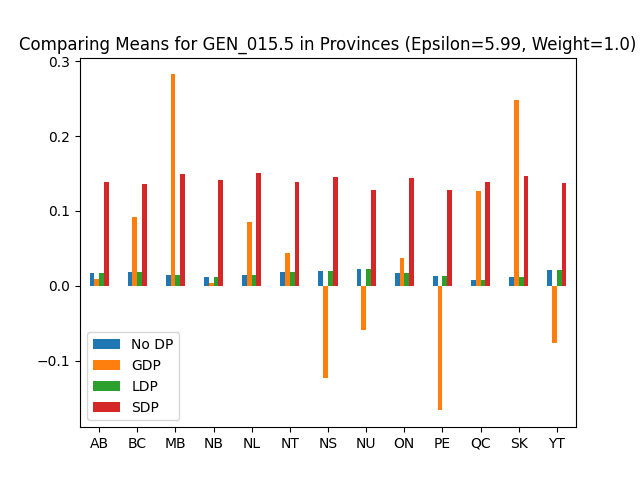 Comparing Means for GEN_015.5 in Provinces (Epsilon=5.99, Weight=1.0)
0.3
0.2
0.1
0.0
−0.1
No DP
GDP
LDP
SDP
AB BC MB NB NL NT NS NU ON PE QC SK YT